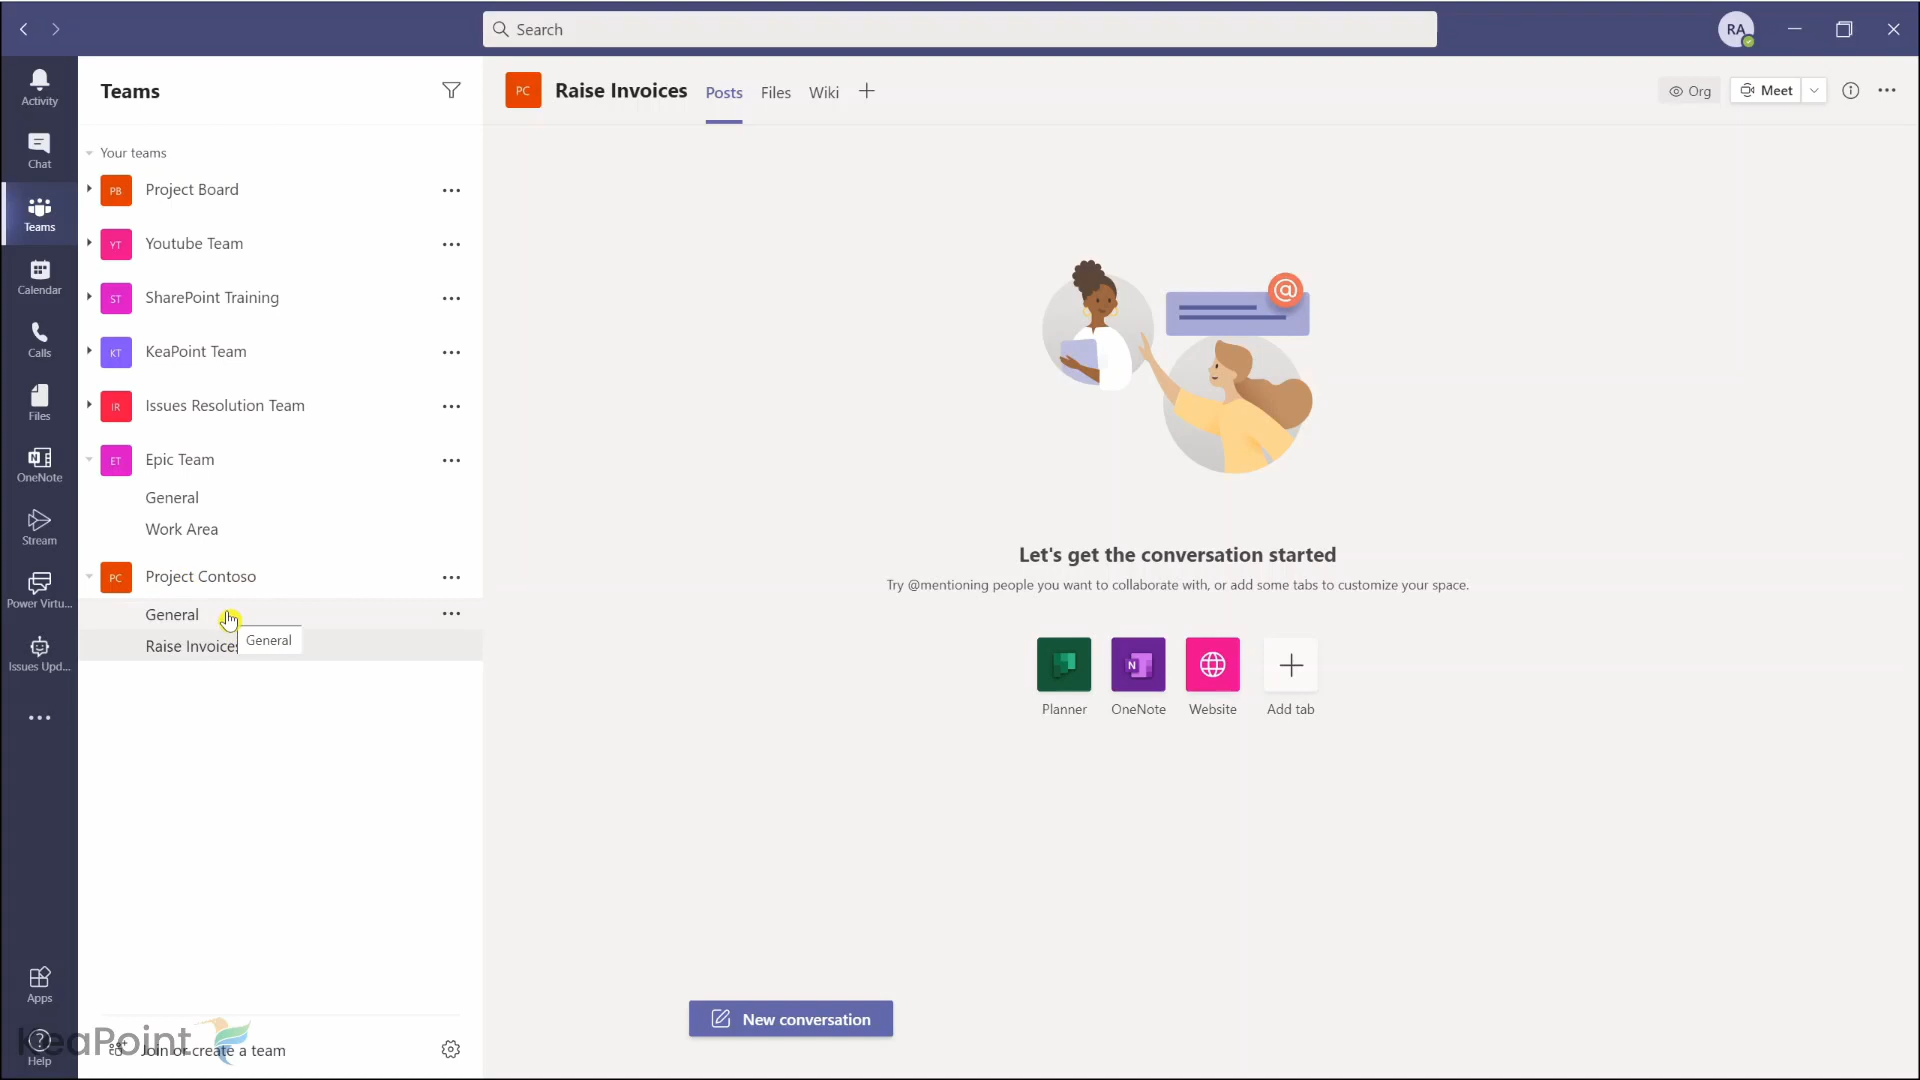 Search
RA
Activity
Chat
Teams
Calendar
Calls
Files
OneNote
Stream
Power Virtu...
Issues Upd...
Apps
Help
Teams
Your teams
PB Project Board
YT Youtube Team
ST SharePoint Training
KT KeaPoint Team
IR Issues Resolution Team
ET Epic Team
General
Work Area
PC Project Contoso
General
General
Raise Invoices
Join or create a team
KeaPoint
PC Raise Invoices Posts Files Wiki
Org Meet
@
Let's get the conversation started
Try @mentioning people you want to collaborate with, or add some tabs to customize your space.
N
Planner OneNote Website Add tab
New conversation